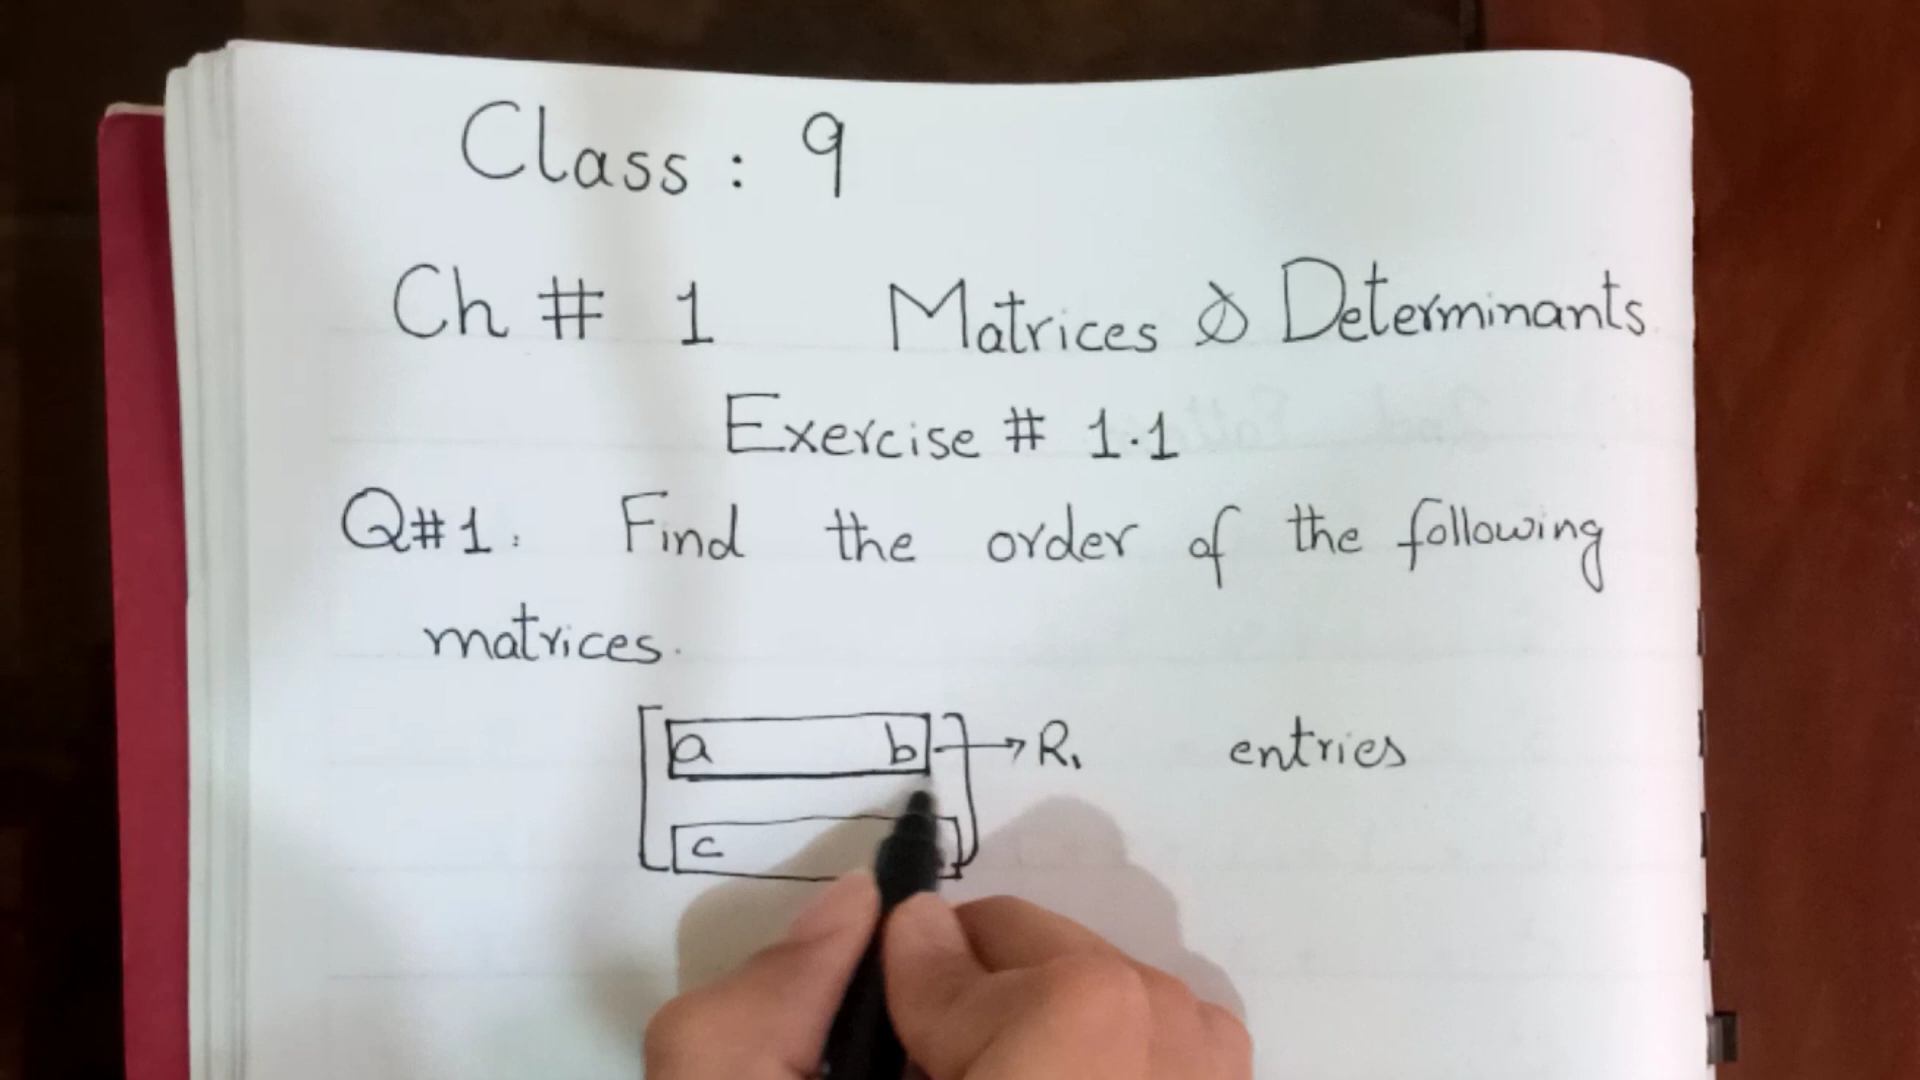 Class : 9
Ch # 1 Matrices & Determinants
Exercise # 1.1
Q#1: Find the order of the following
matrices.
a b → R₁ entries
c